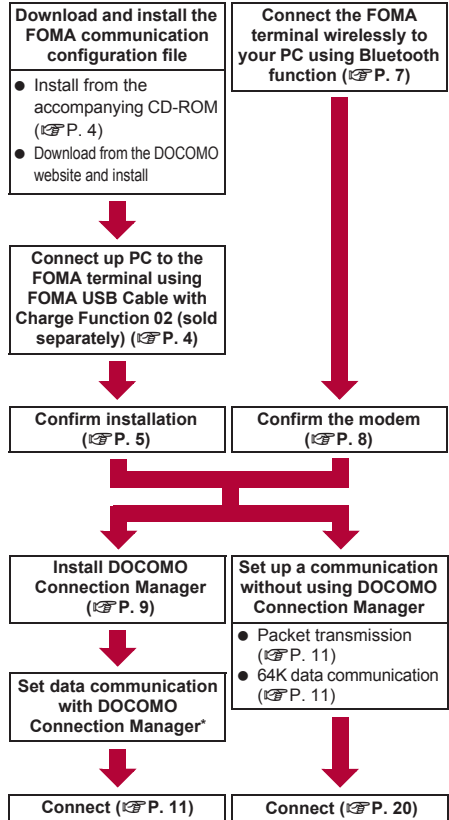 Download and install the
FOMA communication
configuration file
● Install from the
accompanying CD-ROM
(☞P. 4)
● Download from the DOCOMO
website and install
Connect the FOMA
terminal wirelessly to
your PC using Bluetooth
function (☞P. 7)
Connect up PC to the
FOMA terminal using
FOMA USB Cable with
Charge Function 02 (sold
separately) (☞P. 4)
Confirm installation
(☞P. 5)
Confirm the modem
(☞P. 8)
Install DOCOMO
Connection Manager
(☞P. 9)
Set up a communication
without using DOCOMO
Connection Manager
● Packet transmission
(☞P. 11)
● 64K data communication
(☞P. 11)
Set data communication
with DOCOMO
Connection Manager*
Connect (☞P. 11)
Connect (☞P. 20)